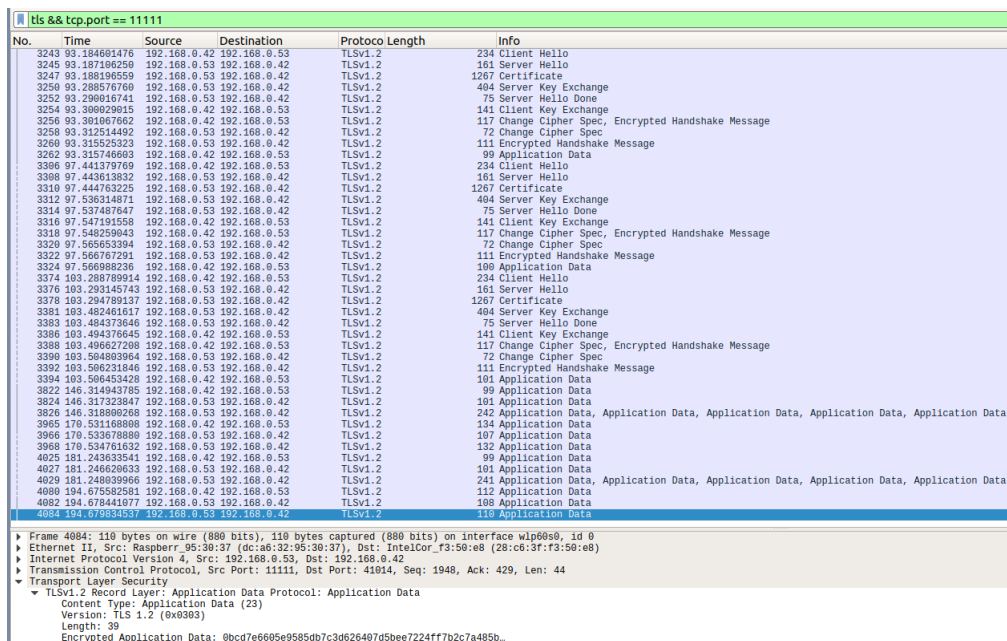 tls && tcp.port == 11111
No. Time Source Destination Protoco Length Info
3243 93.184601476 192.168.0.42 192.168.0.53 TLSv1.2 234 Client Hello
3245 93.187106250 192.168.0.53 192.168.0.42 TLSv1.2 161 Server Hello
3247 93.188196559 192.168.0.53 192.168.0.42 TLSv1.2 1267 Certificate
3250 93.288576760 192.168.0.53 192.168.0.42 TLSv1.2 404 Server Key Exchange
3252 93.290016741 192.168.0.53 192.168.0.42 TLSv1.2 75 Server Hello Done
3254 93.300029015 192.168.0.42 192.168.0.53 TLSv1.2 141 Client Key Exchange
3256 93.301067662 192.168.0.42 192.168.0.53 TLSv1.2 117 Change Cipher Spec, Encrypted Handshake Message
3258 93.312514492 192.168.0.53 192.168.0.42 TLSv1.2 72 Change Cipher Spec
3260 93.315525323 192.168.0.53 192.168.0.42 TLSv1.2 111 Encrypted Handshake Message
3262 93.315746603 192.168.0.42 192.168.0.53 TLSv1.2 99 Application Data
3306 97.441379769 192.168.0.42 192.168.0.53 TLSv1.2 234 Client Hello
3308 97.443613832 192.168.0.53 192.168.0.42 TLSv1.2 161 Server Hello
3310 97.444763225 192.168.0.53 192.168.0.42 TLSv1.2 1267 Certificate
3312 97.536314871 192.168.0.53 192.168.0.42 TLSv1.2 404 Server Key Exchange
3314 97.537487647 192.168.0.53 192.168.0.42 TLSv1.2 75 Server Hello Done
3316 97.547191558 192.168.0.42 192.168.0.53 TLSv1.2 141 Client Key Exchange
3318 97.548259043 192.168.0.42 192.168.0.53 TLSv1.2 117 Change Cipher Spec, Encrypted Handshake Message
3320 97.565653394 192.168.0.53 192.168.0.42 TLSv1.2 72 Change Cipher Spec
3322 97.566767291 192.168.0.53 192.168.0.42 TLSv1.2 111 Encrypted Handshake Message
3324 97.566988236 192.168.0.42 192.168.0.53 TLSv1.2 100 Application Data
3374 103.288789914 192.168.0.42 192.168.0.53 TLSv1.2 234 Client Hello
3376 103.293145743 192.168.0.53 192.168.0.42 TLSv1.2 161 Server Hello
3378 103.294789137 192.168.0.53 192.168.0.42 TLSv1.2 1267 Certificate
3381 103.482461617 192.168.0.53 192.168.0.42 TLSv1.2 404 Server Key Exchange
3383 103.484373646 192.168.0.53 192.168.0.42 TLSv1.2 75 Server Hello Done
3386 103.494376645 192.168.0.42 192.168.0.53 TLSv1.2 141 Client Key Exchange
3388 103.496627208 192.168.0.42 192.168.0.53 TLSv1.2 117 Change Cipher Spec, Encrypted Handshake Message
3390 103.504803964 192.168.0.53 192.168.0.42 TLSv1.2 72 Change Cipher Spec
3392 103.506231846 192.168.0.53 192.168.0.42 TLSv1.2 111 Encrypted Handshake Message
3394 103.506453428 192.168.0.42 192.168.0.53 TLSv1.2 101 Application Data
3822 146.314943785 192.168.0.42 192.168.0.53 TLSv1.2 99 Application Data
3824 146.317323847 192.168.0.53 192.168.0.42 TLSv1.2 101 Application Data
3826 146.318800268 192.168.0.53 192.168.0.42 TLSv1.2 242 Application Data, Application Data, Application Data, Application Data, Application Data
3965 170.531168808 192.168.0.42 192.168.0.53 TLSv1.2 134 Application Data
3966 170.533678880 192.168.0.53 192.168.0.42 TLSv1.2 107 Application Data
3968 170.534761632 192.168.0.53 192.168.0.42 TLSv1.2 132 Application Data
4025 181.243633541 192.168.0.42 192.168.0.53 TLSv1.2 99 Application Data
4027 181.246620633 192.168.0.53 192.168.0.42 TLSv1.2 101 Application Data
4029 181.248039966 192.168.0.53 192.168.0.42 TLSv1.2 241 Application Data, Application Data, Application Data, Application Data, Application Data
4080 194.675582581 192.168.0.42 192.168.0.53 TLSv1.2 112 Application Data
4082 194.678441077 192.168.0.53 192.168.0.42 TLSv1.2 108 Application Data
4084 194.679834537 192.168.0.53 192.168.0.42 TLSv1.2 110 Application Data
Frame 4084: 110 bytes on wire (880 bits), 110 bytes captured (880 bits) on interface wlp60s0, id 0
Ethernet II, Src: Raspberr_95:30:37 (dc:a6:32:95:30:37), Dst: IntelCor_f3:50:e8 (28:c6:3f:f3:50:e8)
Internet Protocol Version 4, Src: 192.168.0.53, Dst: 192.168.0.42
Transmission Control Protocol, Src Port: 11111, Dst Port: 41014, Seq: 1948, Ack: 429, Len: 44
Transport Layer Security
TLSv1.2 Record Layer: Application Data Protocol: Application Data
Content Type: Application Data (23)
Version: TLS 1.2 (0x0303)
Length: 39
Encrypted Application Data: 0bcd7e6605e9585db7c3d626407d5bee7224ff7b2c7a485b…